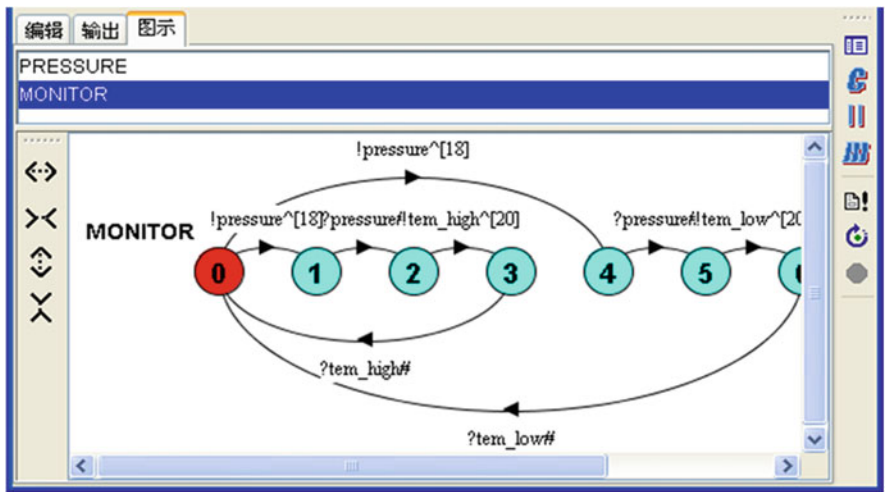 编辑 输出 图示
PRESSURE
MONITOR
!pressure^[18]
!pressure^[18]?pressure#!tem_high^[20] ?pressure#!tem_low^[20
MONITOR
0 1 2 3 4 5
?tem_high#
?tem_low#